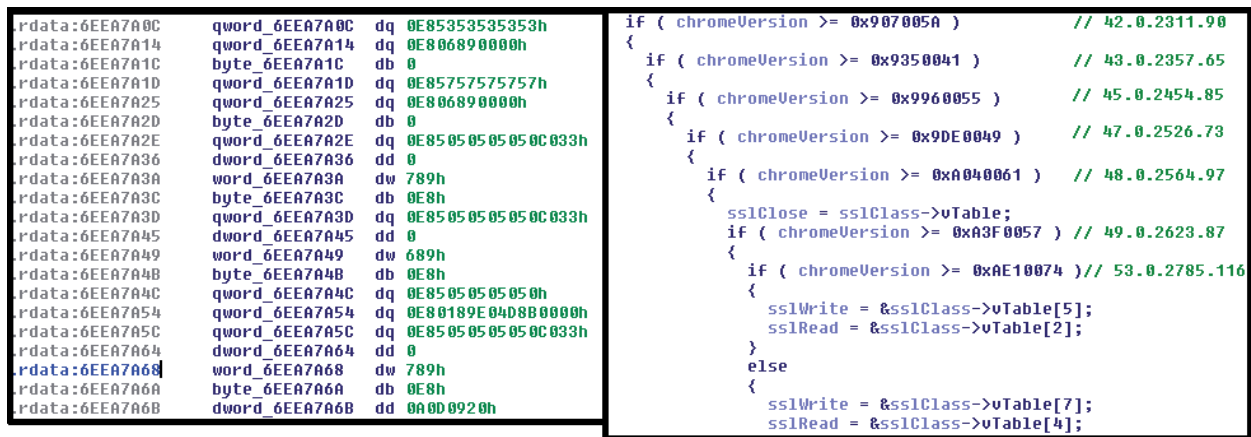 .rdata:6EEA7A0C qword_6EEA7A0C dq 0E85353535353h
.rdata:6EEA7A14 qword_6EEA7A14 dq 0E806890000h
.rdata:6EEA7A1C byte_6EEA7A1C db 0
.rdata:6EEA7A1D qword_6EEA7A1D dq 0E85757575757h
.rdata:6EEA7A25 qword_6EEA7A25 dq 0E806890000h
.rdata:6EEA7A2D byte_6EEA7A2D db 0
.rdata:6EEA7A2E qword_6EEA7A2E dq 0E85050505050C033h
.rdata:6EEA7A36 dword_6EEA7A36 dd 0
.rdata:6EEA7A3A word_6EEA7A3A dw 789h
.rdata:6EEA7A3C byte_6EEA7A3C db 0E8h
.rdata:6EEA7A3D qword_6EEA7A3D dq 0E85050505050C033h
.rdata:6EEA7A45 dword_6EEA7A45 dd 0
.rdata:6EEA7A49 word_6EEA7A49 dw 689h
.rdata:6EEA7A4B byte_6EEA7A4B db 0E8h
.rdata:6EEA7A4C qword_6EEA7A4C dq 0E85050505050h
.rdata:6EEA7A54 qword_6EEA7A54 dq 0E80189E04D8B0000h
.rdata:6EEA7A5C qword_6EEA7A5C dq 0E85050505050C033h
.rdata:6EEA7A64 dword_6EEA7A64 dd 0
.rdata:6EEA7A68 word_6EEA7A68 dw 789h
.rdata:6EEA7A6A byte_6EEA7A6A db 0E8h
.rdata:6EEA7A6B dword_6EEA7A6B dd 0A0D0920h
if ( chromeVersion >= 0x907005A ) // 42.0.2311.90
{
if ( chromeVersion >= 0x9350041 ) // 43.0.2357.65
{
if ( chromeVersion >= 0x9960055 ) // 45.0.2454.85
{
if ( chromeVersion >= 0x9DE0049 ) // 47.0.2526.73
{
if ( chromeVersion >= 0xA040061 ) // 48.0.2564.97
{
sslClose = sslClass->vTable;
if ( chromeVersion >= 0xA3F0057 ) // 49.0.2623.87
{
if ( chromeVersion >= 0xAE10074 )// 53.0.2785.116
{
sslWrite = &sslClass->vTable[5];
sslRead = &sslClass->vTable[2];
}
else
{
sslWrite = &sslClass->vTable[7];
sslRead = &sslClass->vTable[4];